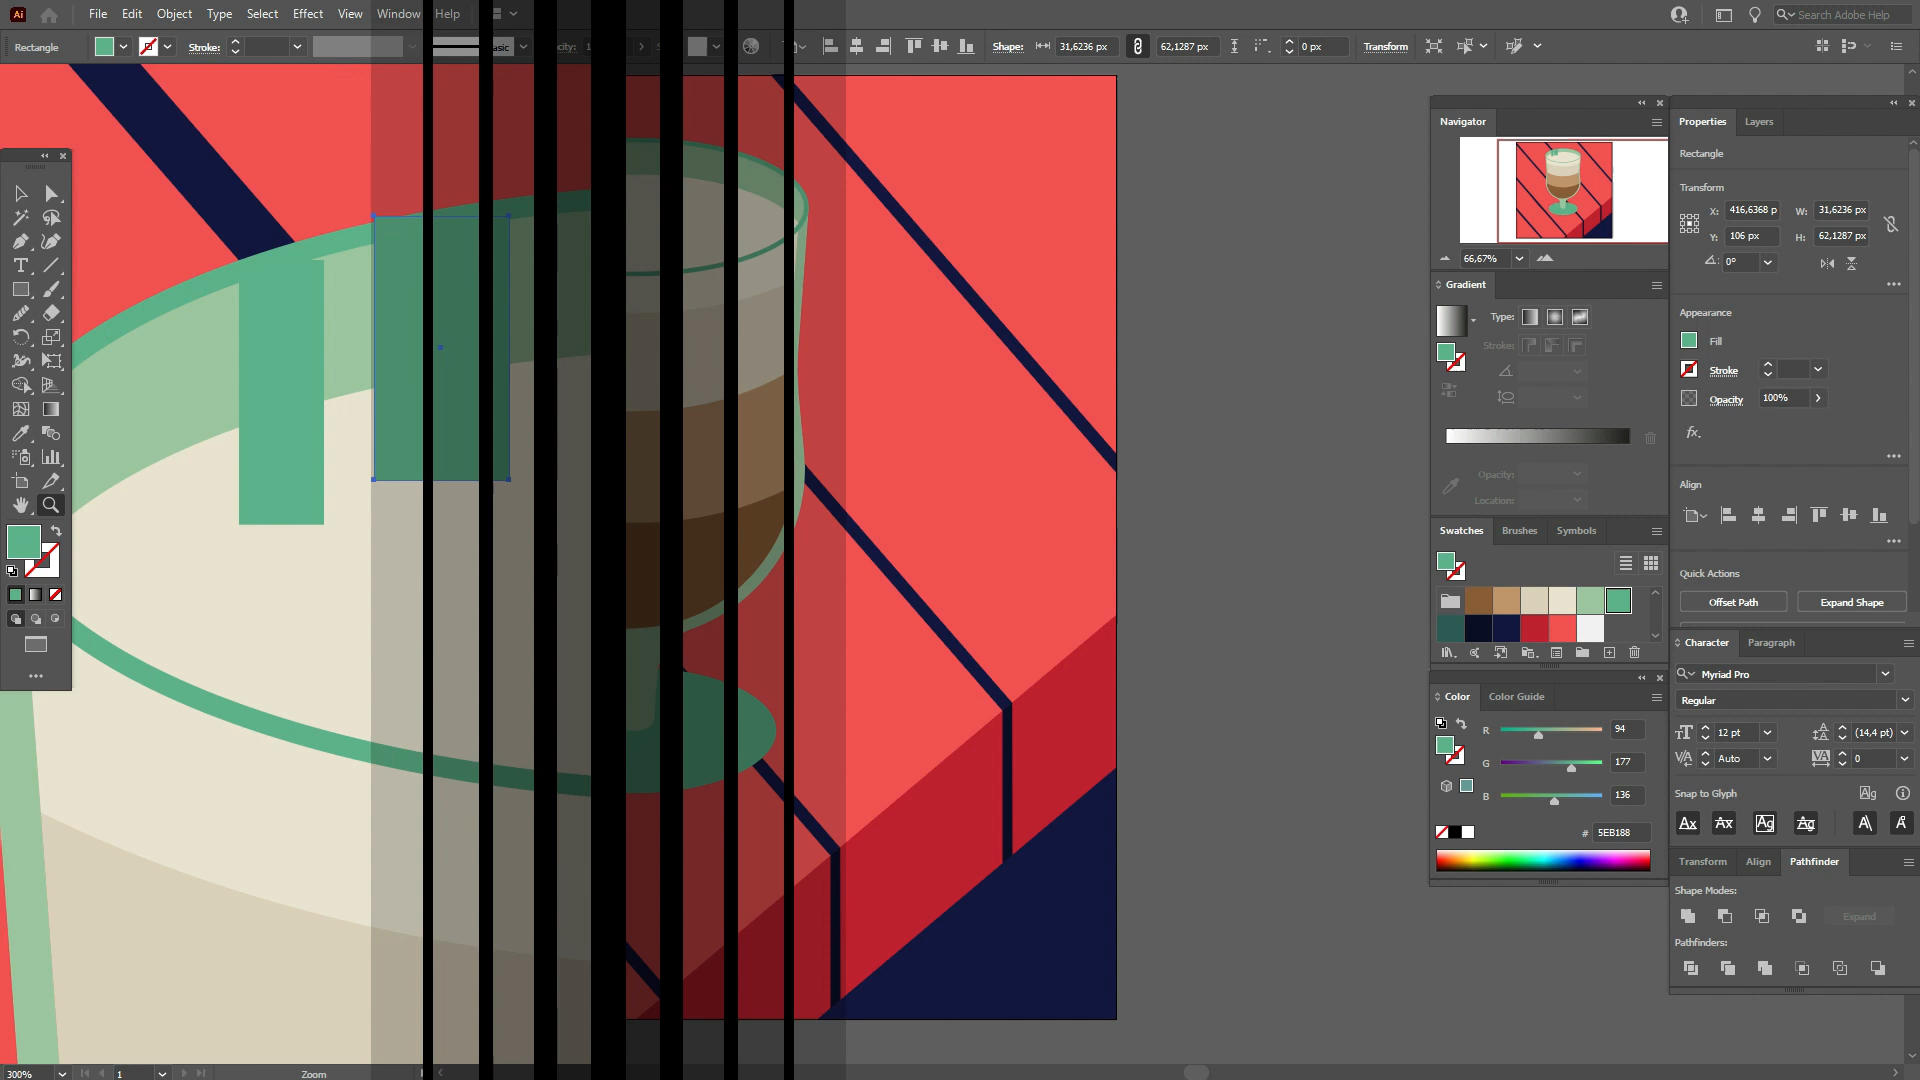 Ai File Edit Object Type Select Effect View Window Help
Search Adobe Help
Rectangle Stroke: Shape: 31,6236 px 62,1287 px 0 px Transform
Navigator
66,67%
Gradient
Type:
Stroke:
Opacity:
Location:
Swatches Brushes Symbols
Color Color Guide
R 94
G 177
B 136
# 5EB188
Properties Layers
Rectangle
Transform
X: 416,6368 p W: 31,6236 px
Y: 106 px H: 62,1287 px
0°
Appearance
Fill
Stroke
Opacity 100%
fx.
Align
Quick Actions
Offset Path Expand Shape
Character Paragraph
Myriad Pro
Regular
12 pt (14,4 pt)
Auto 0
Snap to Glyph
Transform Align Pathfinder
Shape Modes:
Expand
Pathfinders:
300% 1 Zoom